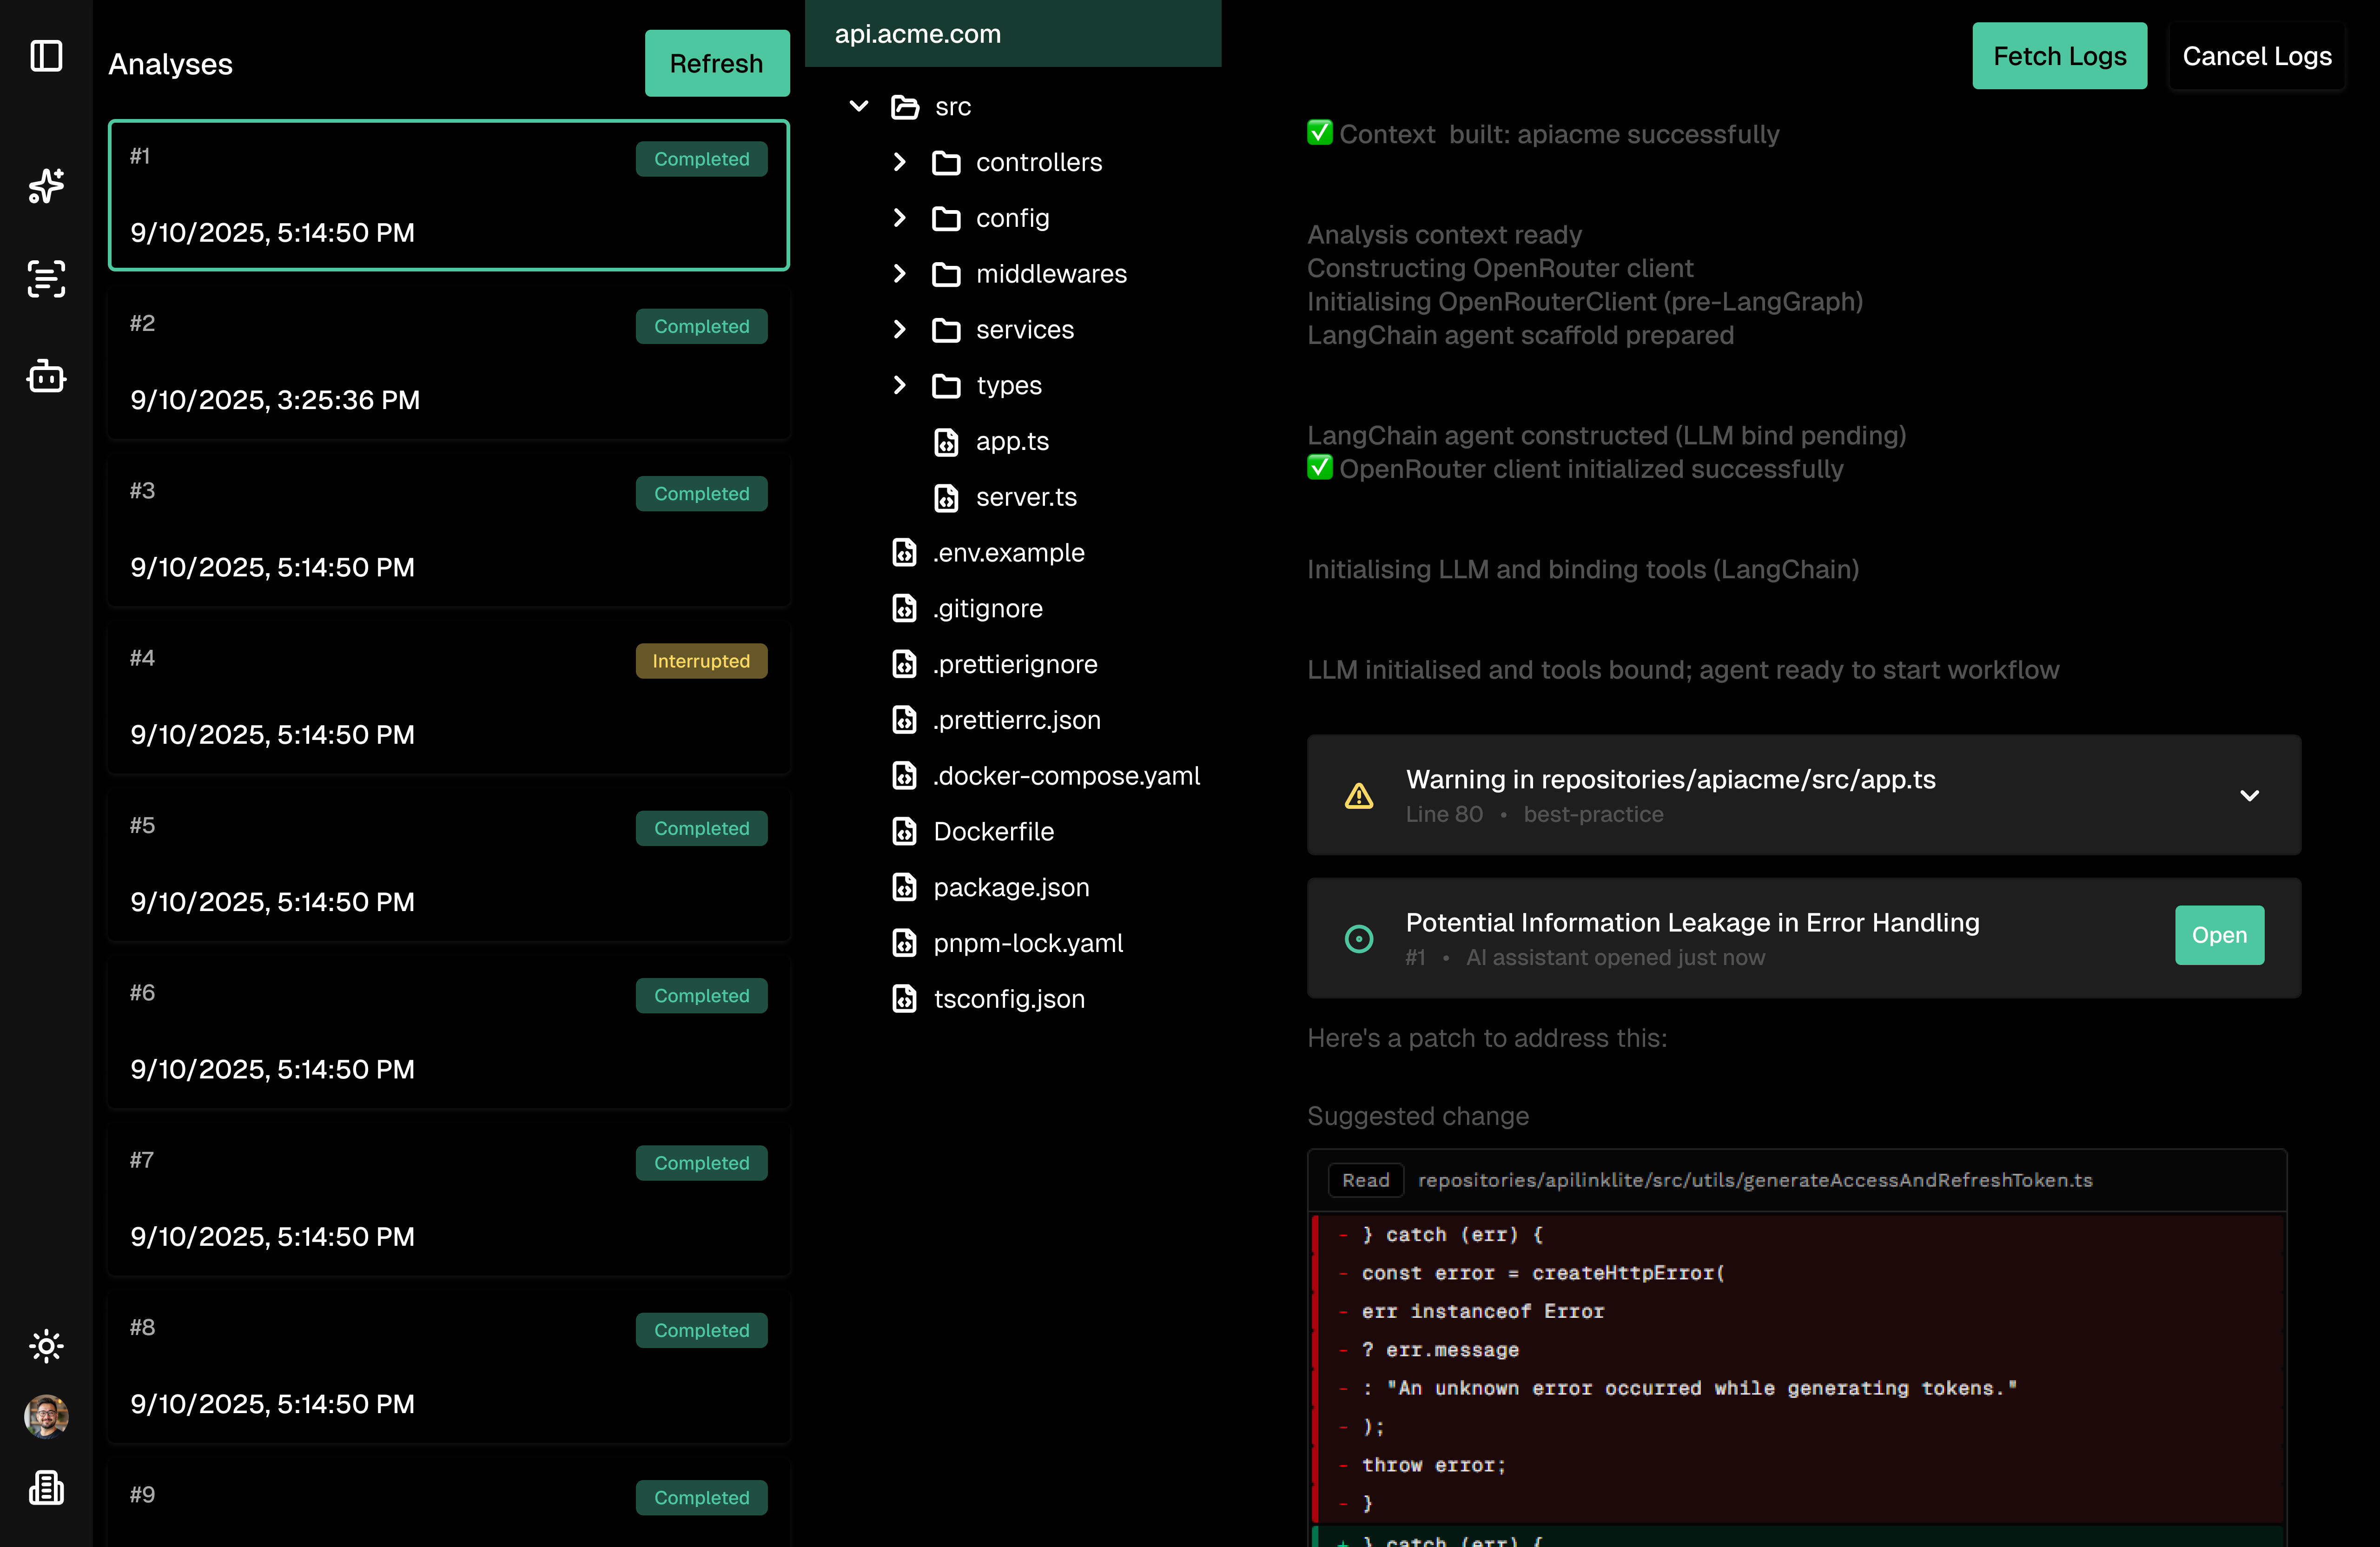 Analyses
Refresh
#1
Completed
9/10/2025, 5:14:50 PM
#2
Completed
9/10/2025, 3:25:36 PM
#3
Completed
9/10/2025, 5:14:50 PM
#4
Interrupted
9/10/2025, 5:14:50 PM
#5
Completed
9/10/2025, 5:14:50 PM
#6
Completed
9/10/2025, 5:14:50 PM
#7
Completed
9/10/2025, 5:14:50 PM
#8
Completed
9/10/2025, 5:14:50 PM
#9
Completed
api.acme.com
src
controllers
config
middlewares
services
types
app.ts
server.ts
.env.example
.gitignore
.prettierignore
.prettierrc.json
.docker-compose.yaml
Dockerfile
package.json
pnpm-lock.yaml
tsconfig.json
Fetch Logs
Cancel Logs
✅ Context  built: apiacme successfully
Analysis context ready
Constructing OpenRouter client
Initialising OpenRouterClient (pre-LangGraph)
LangChain agent scaffold prepared
LangChain agent constructed (LLM bind pending)
✅ OpenRouter client initialized successfully
Initialising LLM and binding tools (LangChain)
LLM initialised and tools bound; agent ready to start workflow
Warning in repositories/apiacme/src/app.ts
Line 80 • best-practice
Potential Information Leakage in Error Handling
#1 • AI assistant opened just now
Open
Here's a patch to address this:
Suggested change
Read repositories/apilinklite/src/utils/generateAccessAndRefreshToken.ts
- } catch (err) {
- const error = createHttpError(
- err instanceof Error
- ? err.message
- : "An unknown error occurred while generating tokens."
- );
- throw error;
- }
+ } catch (err) {